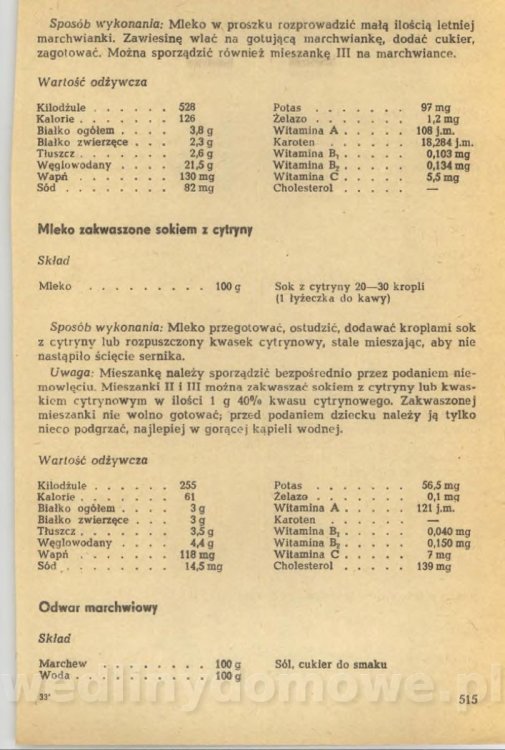 Sposób wykonania: Mleko w proszku rozprowadzić małą ilością letniej
marchwianki. Zawiesinę wlać na gotującą marchwiankę, dodać cukier,
zagotować. Można sporządzić również mieszankę III na marchwiance.
Wartość odżywcza
Kilodżule . . . . . . 528
Kalorie . . . . . . . 126
Białko ogółem . . . . 3,8 g
Białko zwierzęce . . . 2,3 g
Tłuszcz . . . . . . . 2,6 g
Węglowodany . . . . 21,5 g
Wapń . . . . . . . 130 mg
Sód . . . . . . . . 82 mg
Potas . . . . . . . 97 mg
Żelazo . . . . . . . 1,2 mg
Witamina A . . . . . 108 j.m.
Karoten . . . . . 18,284 j.m.
Witamina B₁ . . . . . 0,103 mg
Witamina B₂ . . . . . 0,134 mg
Witamina C . . . . . 5,5 mg
Cholesterol . . . . . —
Mleko zakwaszone sokiem z cytryny
Skład
Mleko . . . . . . . . . 100 g
Sok z cytryny 20—30 kropli
(1 łyżeczka do kawy)
Sposób wykonania: Mleko przegotować, ostudzić, dodawać kroplami sok
z cytryny lub rozpuszczony kwasek cytrynowy, stale mieszając, aby nie
nastąpiło ścięcie sernika.
Uwaga: Mieszankę należy sporządzić bezpośrednio przez podaniem nie-
mowlęciu. Mieszanki II i III można zakwaszać sokiem z cytryny lub kwas-
kiem cytrynowym w ilości 1 g 40% kwasu cytrynowego. Zakwaszonej
mieszanki nie wolno gotować; przed podaniem dziecku należy ją tylko
nieco podgrzać, najlepiej w gorącej kąpieli wodnej.
Wartość odżywcza
Kilodżule . . . . . . 255
Kalorie . . . . . . . 61
Białko ogółem . . . . 3 g
Białko zwierzęce . . . 3 g
Tłuszcz . . . . . . . 3,5 g
Węglowodany . . . . 4,4 g
Wapń . . . . . . . 118 mg
Sód . . . . . . . . 14,5 mg
Potas . . . . . . . 56,5 mg
Żelazo . . . . . . . 0,1 mg
Witamina A . . . . . 121 j.m.
Karoten . . . . . —
Witamina B₁ . . . . . 0,040 mg
Witamina B₂ . . . . . 0,150 mg
Witamina C . . . . . 7 mg
Cholesterol . . . . . 139 mg
Odwar marchwiowy
Skład
Marchew . . . . . . . . 100 g
Woda . . . . . . . . . 100 g
Sól, cukier do smaku
wedlinydomowe.pl
33*
515